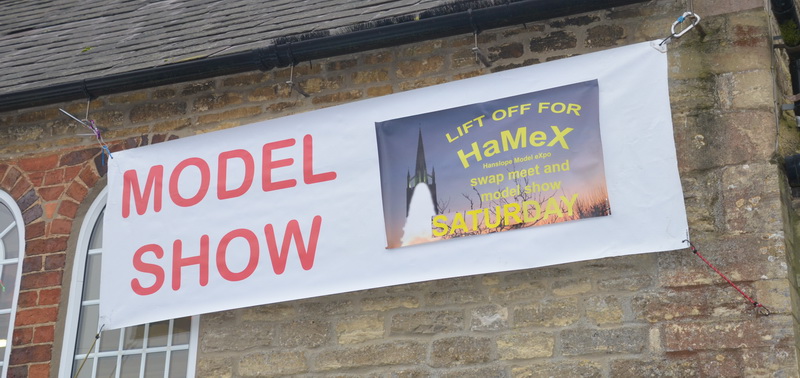 MODEL
SHOW
LIFT OFF FOR
HaMeX
Hanslope Model eXpo
swap meet and
model show
SATURDAY